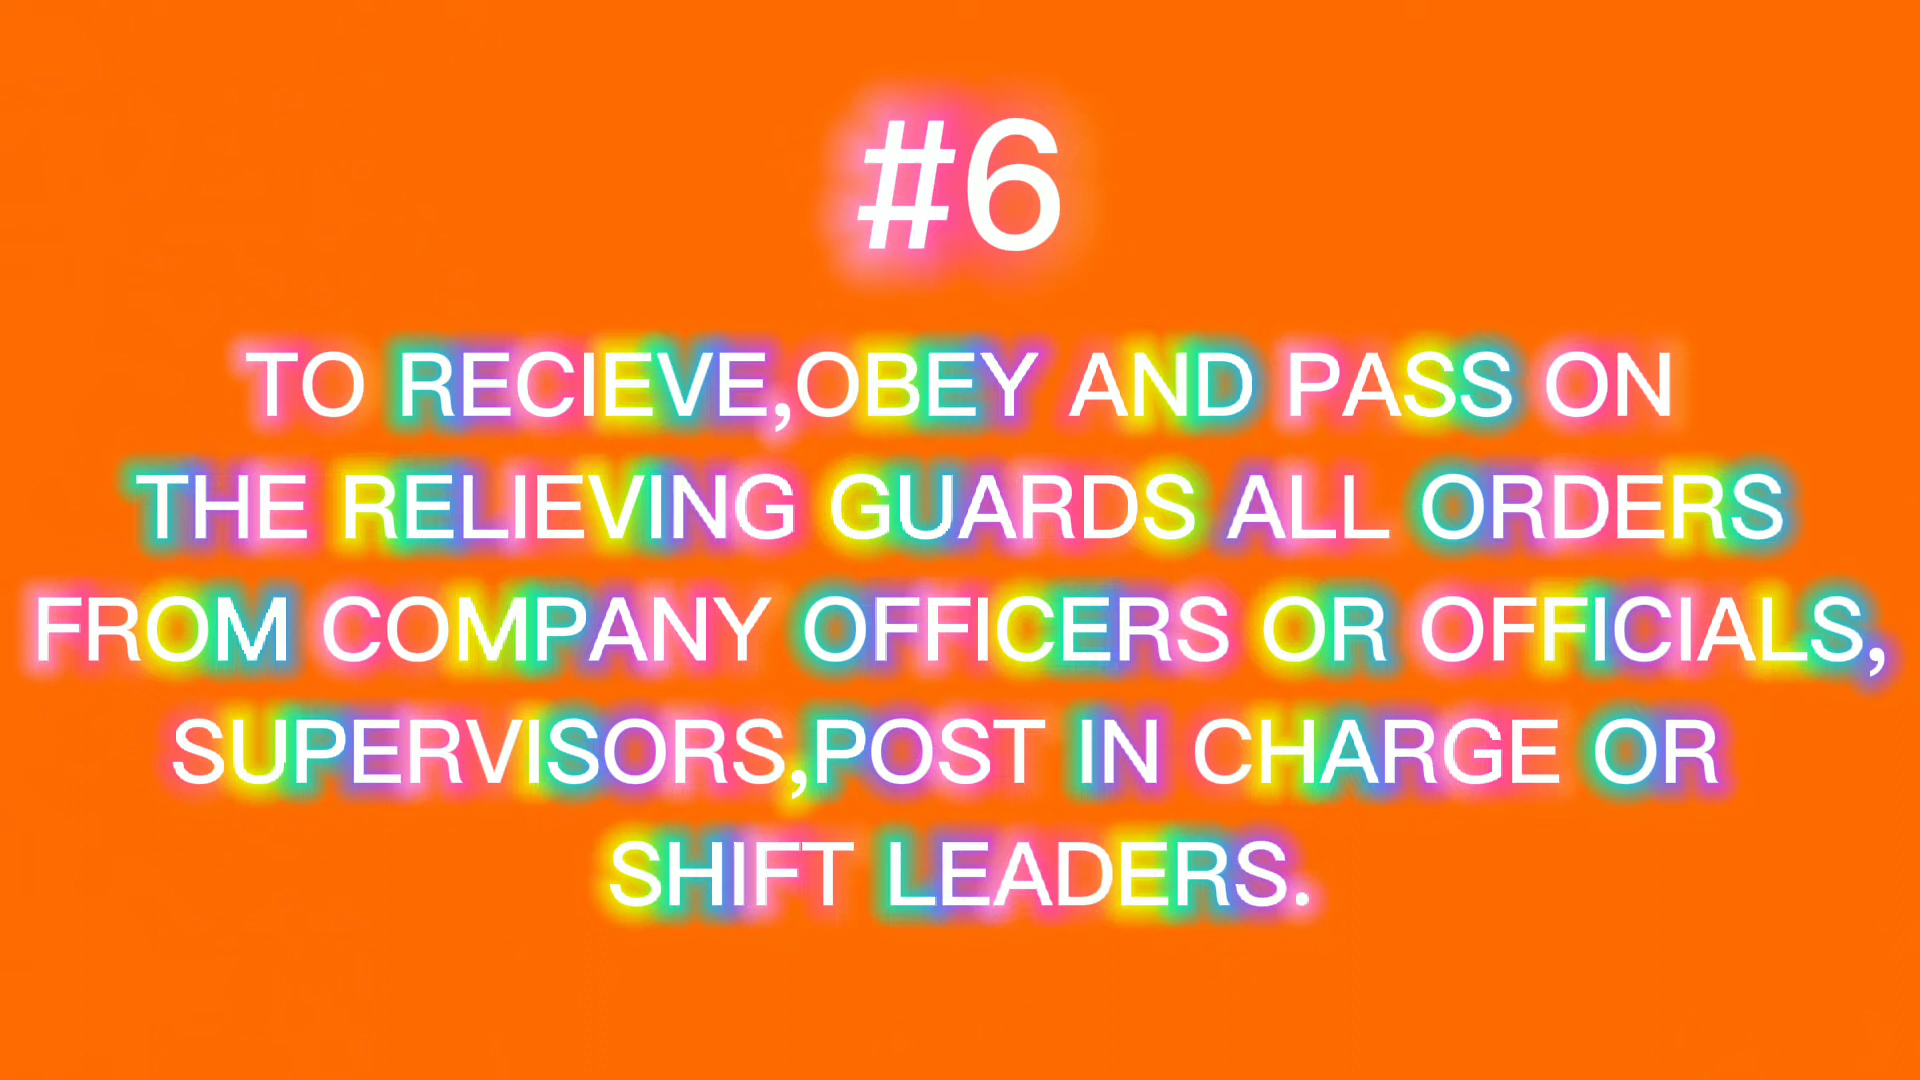 #6
TO RECIEVE,OBEY AND PASS ON
THE RELIEVING GUARDS ALL ORDERS
FROM COMPANY OFFICERS OR OFFICIALS,
SUPERVISORS,POST IN CHARGE OR
SHIFT LEADERS.